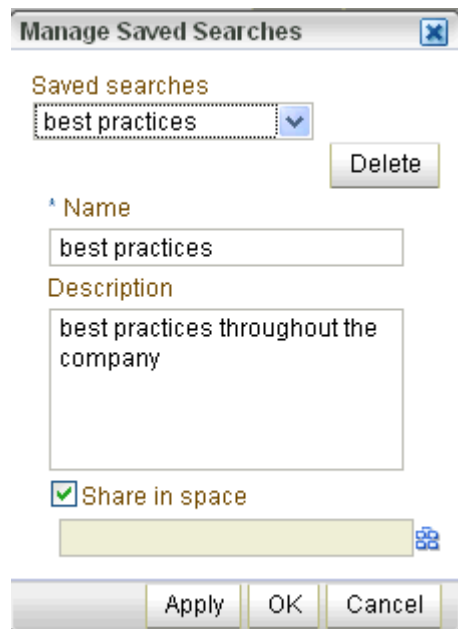 Manage Saved Searches
Saved searches
best practices
Delete
* Name
best practices
Description
best practices throughout the
company
Share in space
Apply OK Cancel